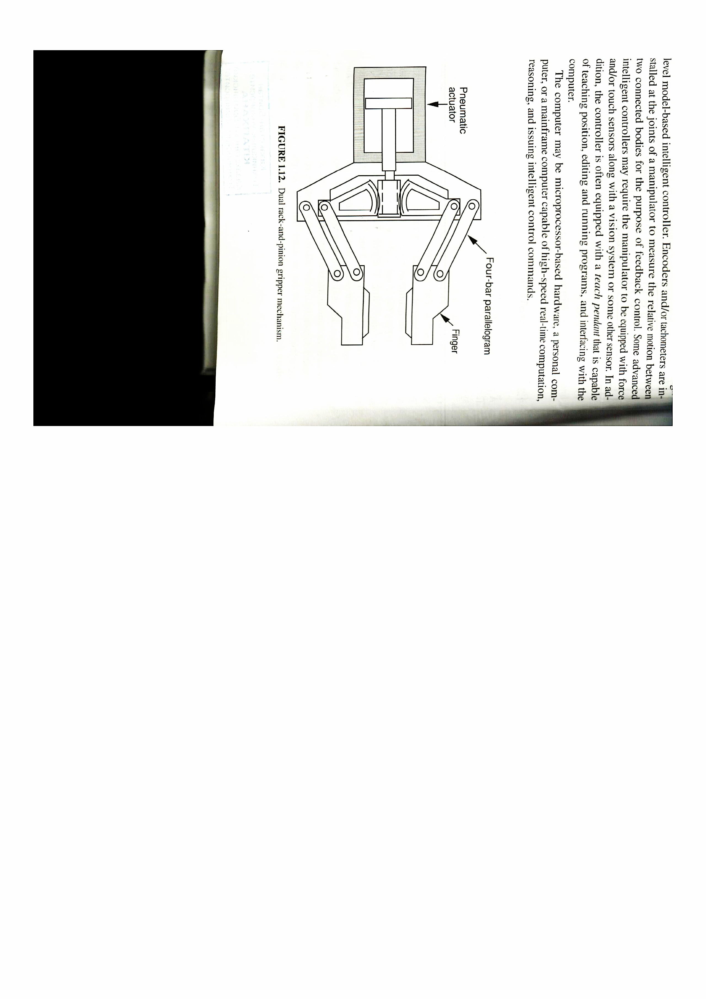 level model-based intelligent controller. Encoders and/or tachometers are in-
stalled at the joints of a manipulator to measure the relative motion between
two connected bodies for the purpose of feedback control. Some advanced
intelligent controllers may require the manipulator to be equipped with force
and/or touch sensors along with a vision system or some other sensor. In ad-
dition, the controller is often equipped with a teach pendant that is capable
of teaching position, editing and running programs, and interfacing with the
computer.
The computer may be microprocessor-based hardware, a personal com-
puter, or a mainframe computer capable of high-speed real-time computation,
reasoning, and issuing intelligent control commands.
Four-bar parallelogram
Pneumatic
actuator
Finger
FIGURE 1.12. Dual rack-and-pinion gripper mechanism.